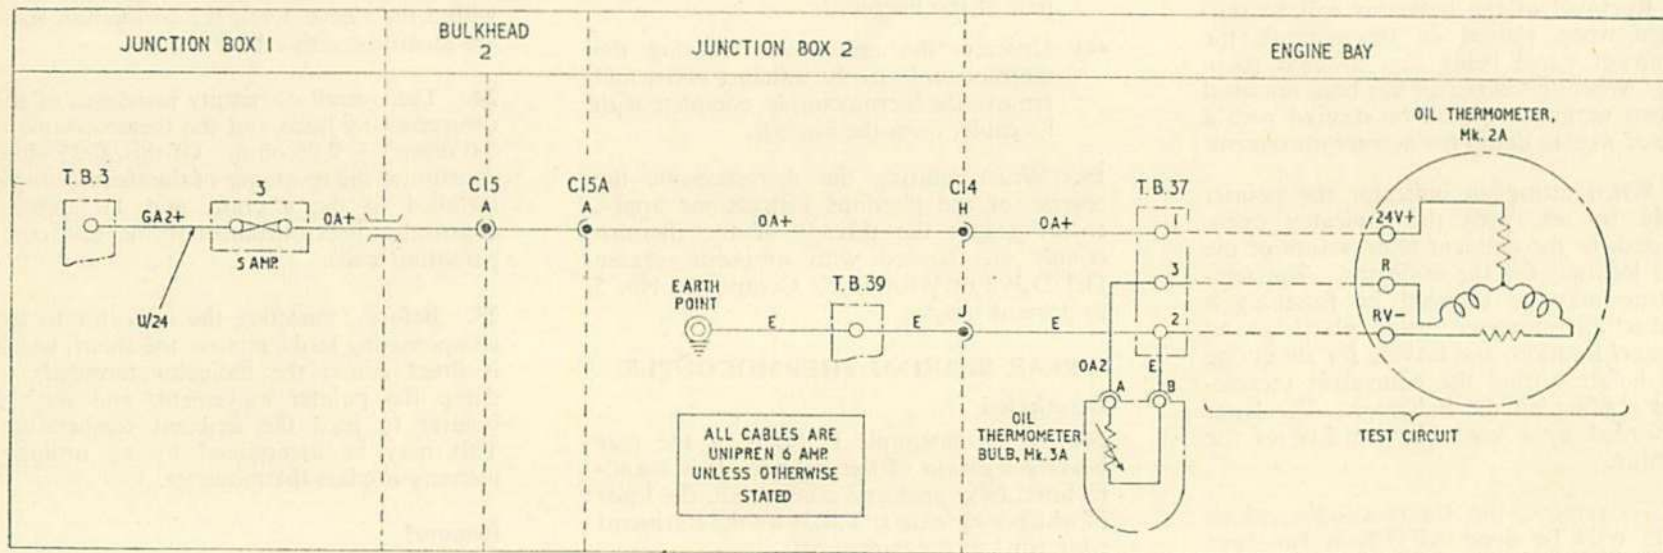 JUNCTION BOX 1
BULKHEAD
2
JUNCTION BOX 2
ENGINE BAY
OIL THERMOMETER,
Mk.2A
T.B.3
3
C15
C15A
C14
T.B.37
GA2+
OA+
A
A
OA+
H
OA+
1
24V+
5 AMP.
U/24
3
R
EARTH
POINT
T.B.39
E
E
J
E
2
RV-
OA2
E
A
B
ALL CABLES ARE
UNIPREN 6 AMP.
UNLESS OTHERWISE
STATED
OIL
THERMOMETER
BULB, Mk.3A
TEST CIRCUIT